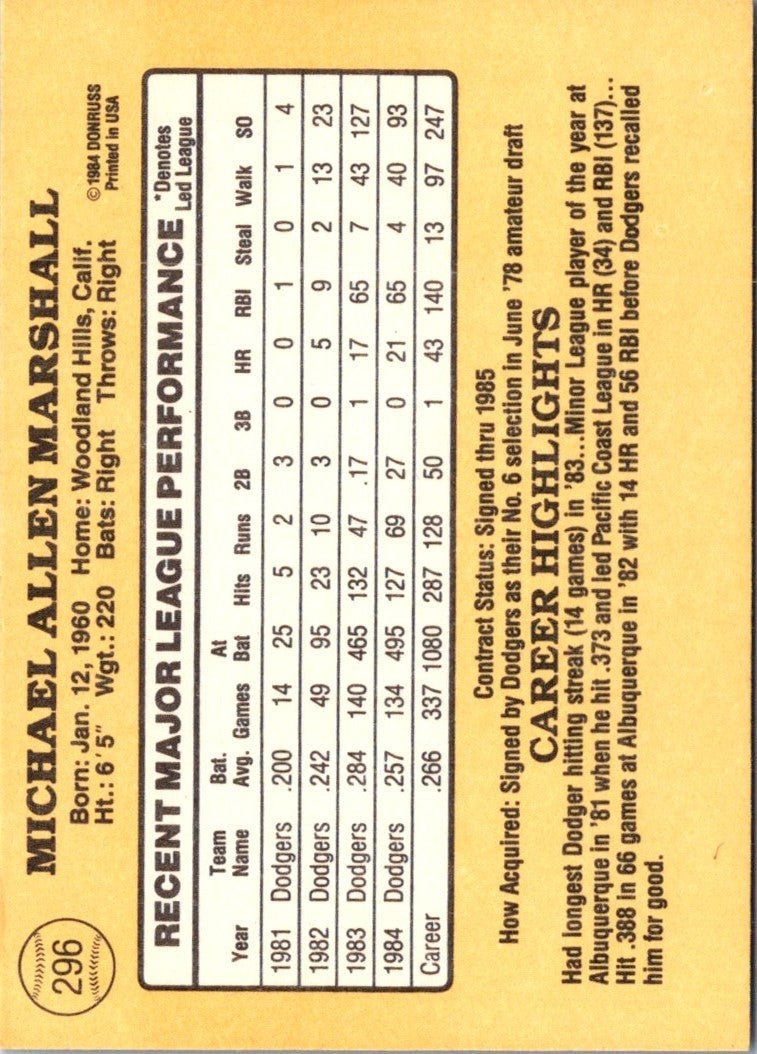 296
MICHAEL ALLEN MARSHALL
Born: Jan. 12, 1960 Home: Woodland Hills, Calif.
Ht.: 6'5" Wgt.: 220 Bats: Right Throws: Right
©1984 DONRUSS
Printed in USA
RECENT MAJOR LEAGUE PERFORMANCE
*Denotes
Led League
Year Team Name Bat. Avg. Games At Bat Hits Runs 2B 3B HR RBI Steal Walk SO
1981 Dodgers .200 14 25 5 2 3 0 0 1 0 1 4
1982 Dodgers .242 49 95 23 10 3 0 5 9 2 13 23
1983 Dodgers .284 140 465 132 47 .17 1 17 65 7 43 127
1984 Dodgers .257 134 495 127 69 27 0 21 65 4 40 93
Career .266 337 1080 287 128 50 1 43 140 13 97 247
Contract Status: Signed thru 1985
How Acquired: Signed by Dodgers as their No. 6 selection in June '78 amateur draft
CAREER HIGHLIGHTS
Had longest Dodger hitting streak (14 games) in '83...Minor League player of the year at
Albuquerque in '81 when he hit .373 and led Pacific Coast League in HR (34) and RBI (137)...
Hit .388 in 66 games at Albuquerque in '82 with 14 HR and 56 RBI before Dodgers recalled
him for good.